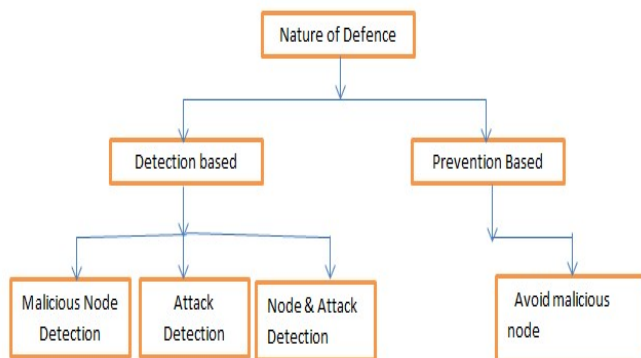 Nature of Defence
Detection based
Prevention Based
Malicious Node
Detection
Attack
Detection
Node & Attack
Detection
Avoid malicious
node